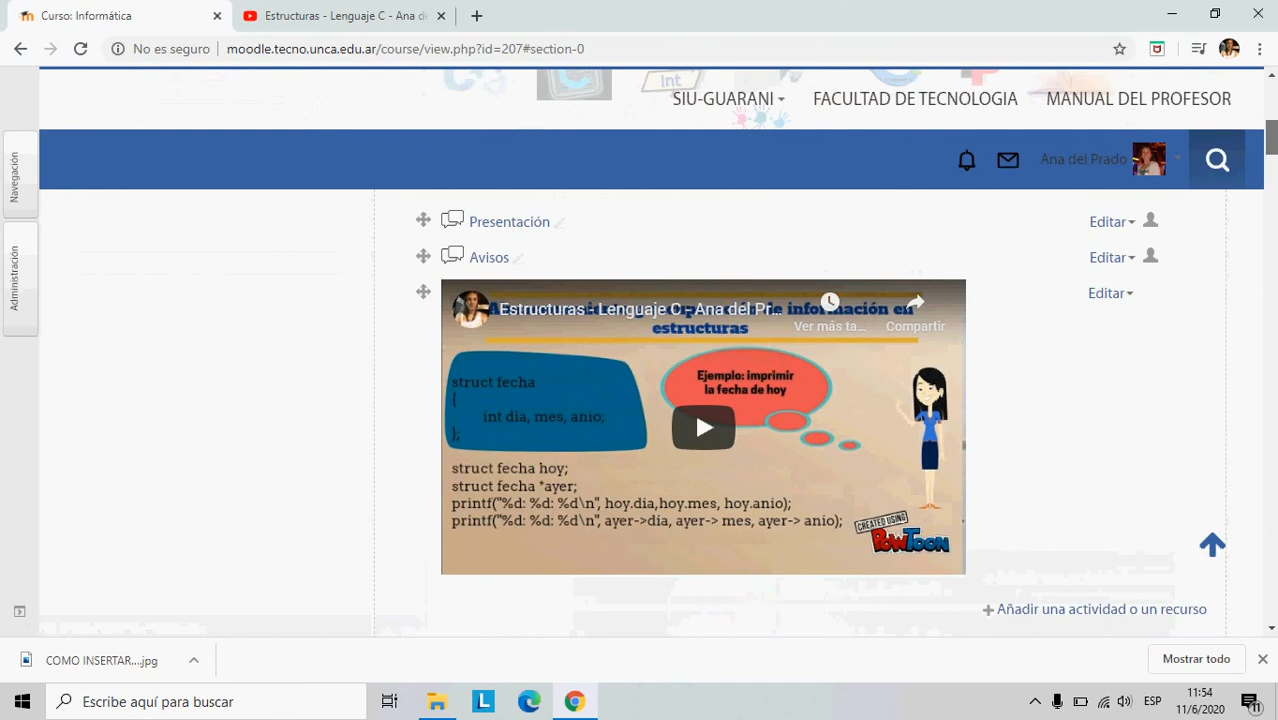 Curso: Informática
Estructuras - Lenguaje C - Ana de
No es seguro
moodle.tecno.unca.edu.ar/course/view.php?id=207#section-0
Int
SIU-GUARANI
FACULTAD DE TECNOLOGIA
MANUAL DEL PROFESOR
Ana del Prado
Navegación
Administración
Presentación
Editar
Avisos
Editar
Editar
Estructuras - Lenguaje C - Ana del Pr...
de información en
estructuras
Ver más ta...
Compartir
struct fecha
{
int dia, mes, anio;
};
Ejemplo: imprimir
la fecha de hoy
struct fecha hoy;
struct fecha *ayer;
printf("%d: %d: %d\n", hoy.dia,hoy.mes, hoy.anio);
printf("%d: %d: %d\n", ayer->dia, ayer-> mes, ayer-> anio);
CREATED USING
POWTOON
Añadir una actividad o un recurso
COMO INSERTAR....jpg
Mostrar todo
Escribe aquí para buscar
L
ESP
11:54
11/6/2020
11